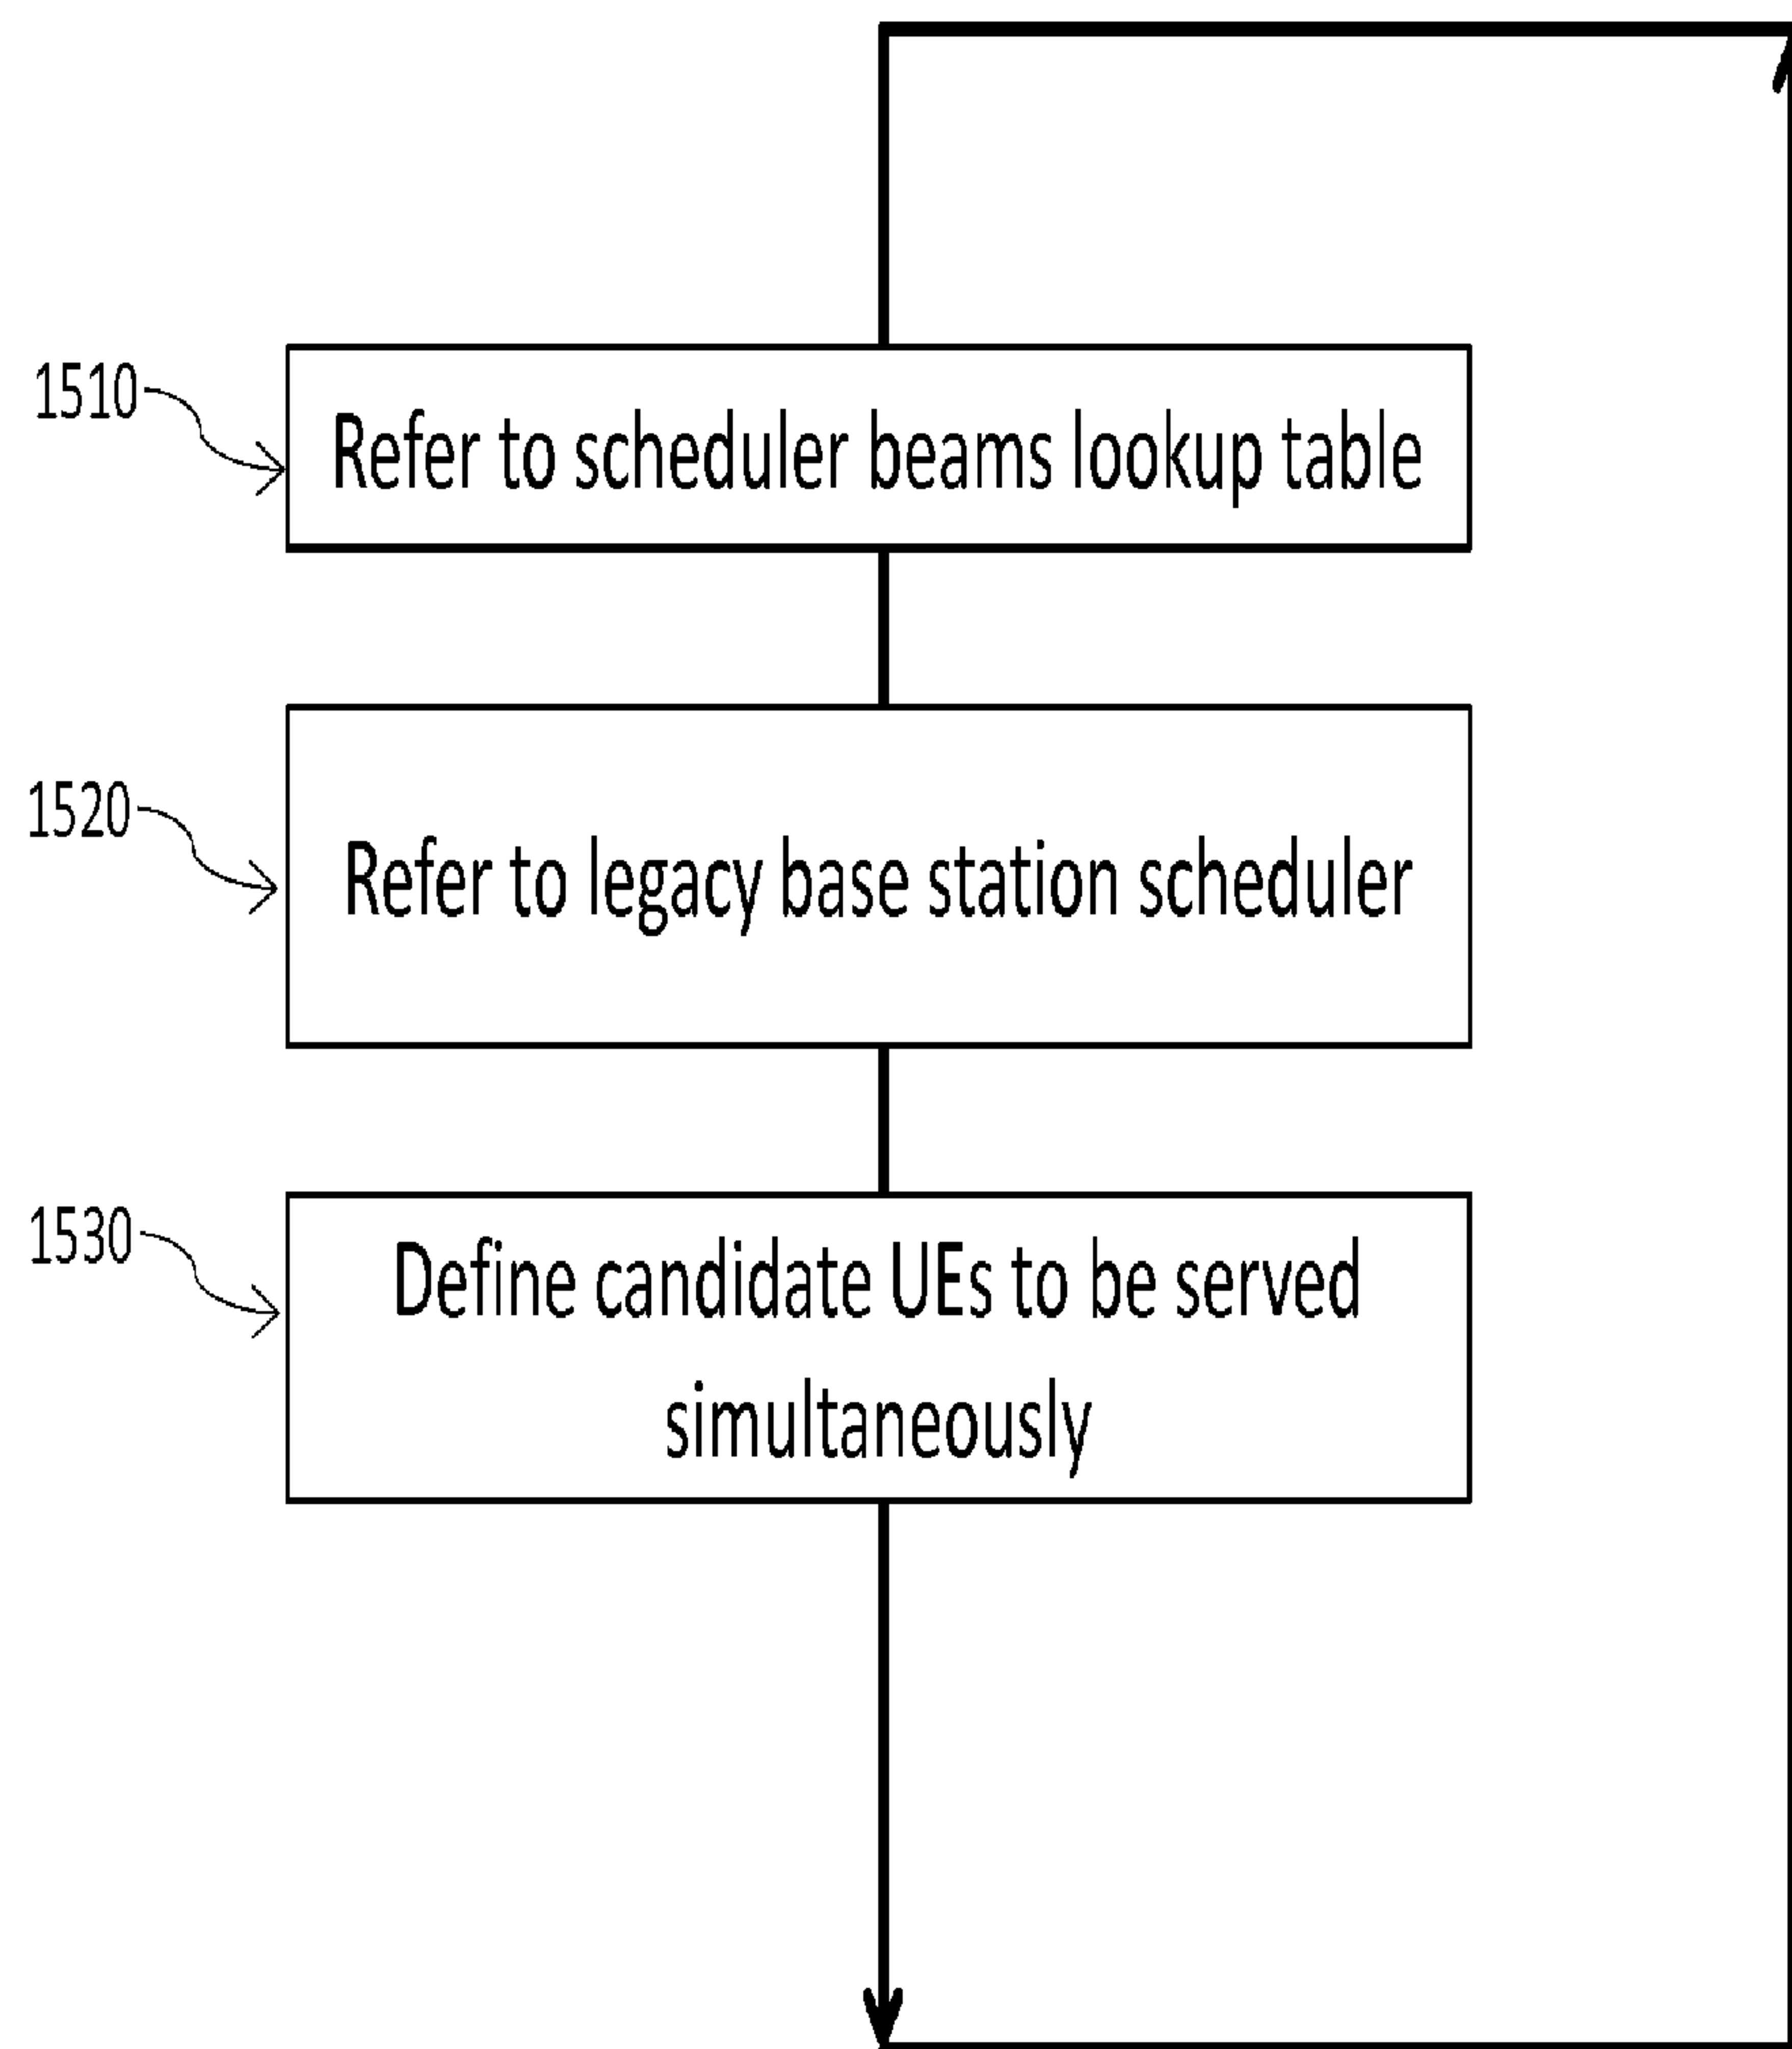 1510
Refer to scheduler beams lookup table
1520
Refer to legacy base station scheduler
1530
Define candidate UEs to be served
simultaneously